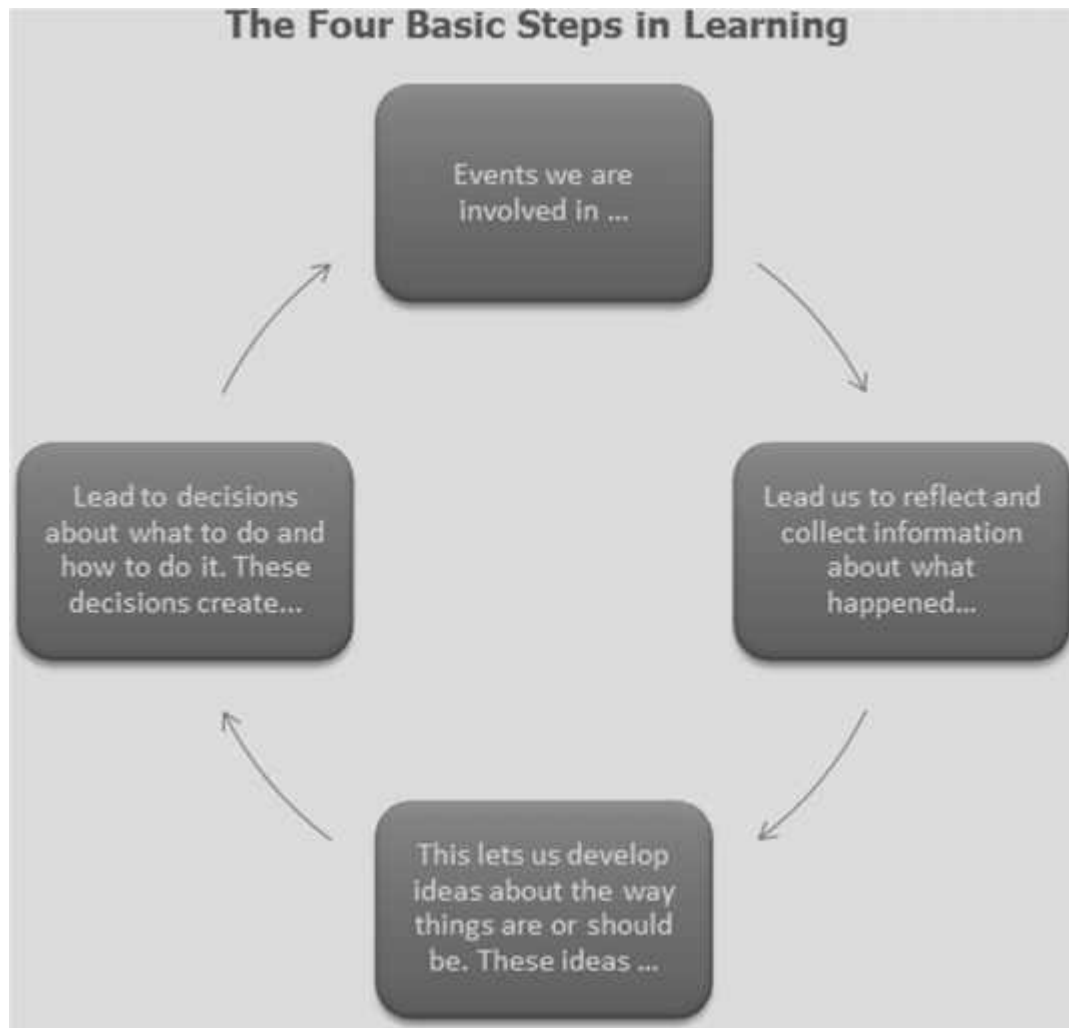 The Four Basic Steps in Learning
Events we are
involved in ...
Lead us to reflect and
collect information
about what
happened...
This lets us develop
ideas about the way
things are or should
be. These ideas ...
Lead to decisions
about what to do and
how to do it. These
decisions create...